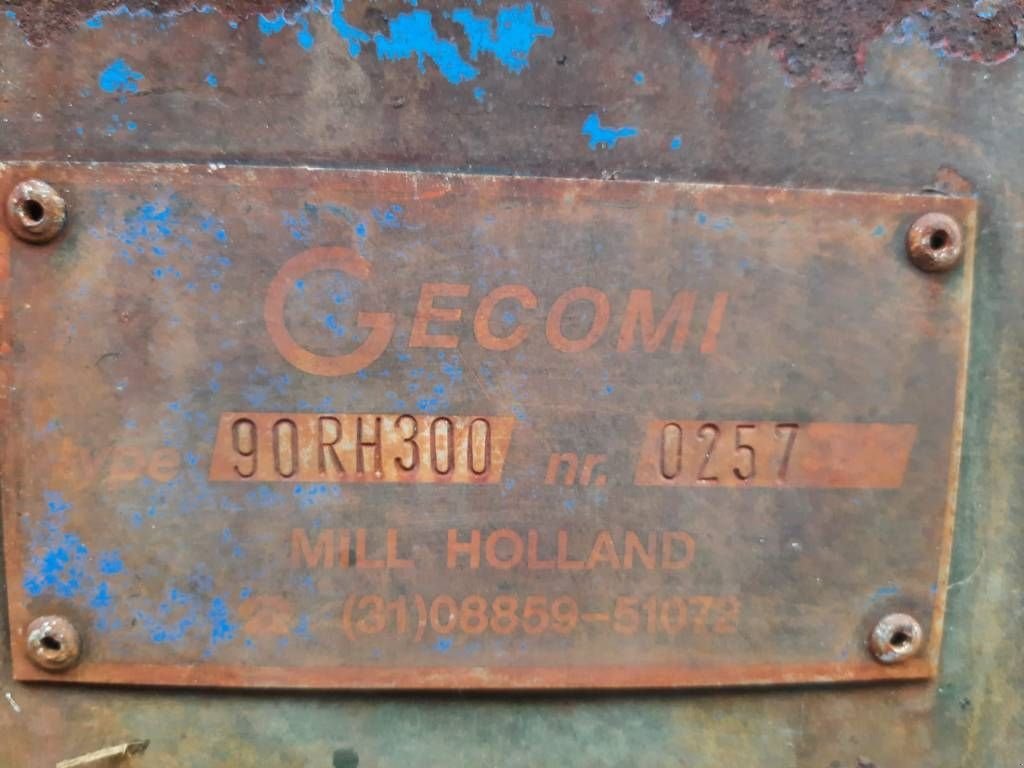 GECOMI
type 90RH300 nr. 0257
MILL HOLLAND
(31)08859-51072